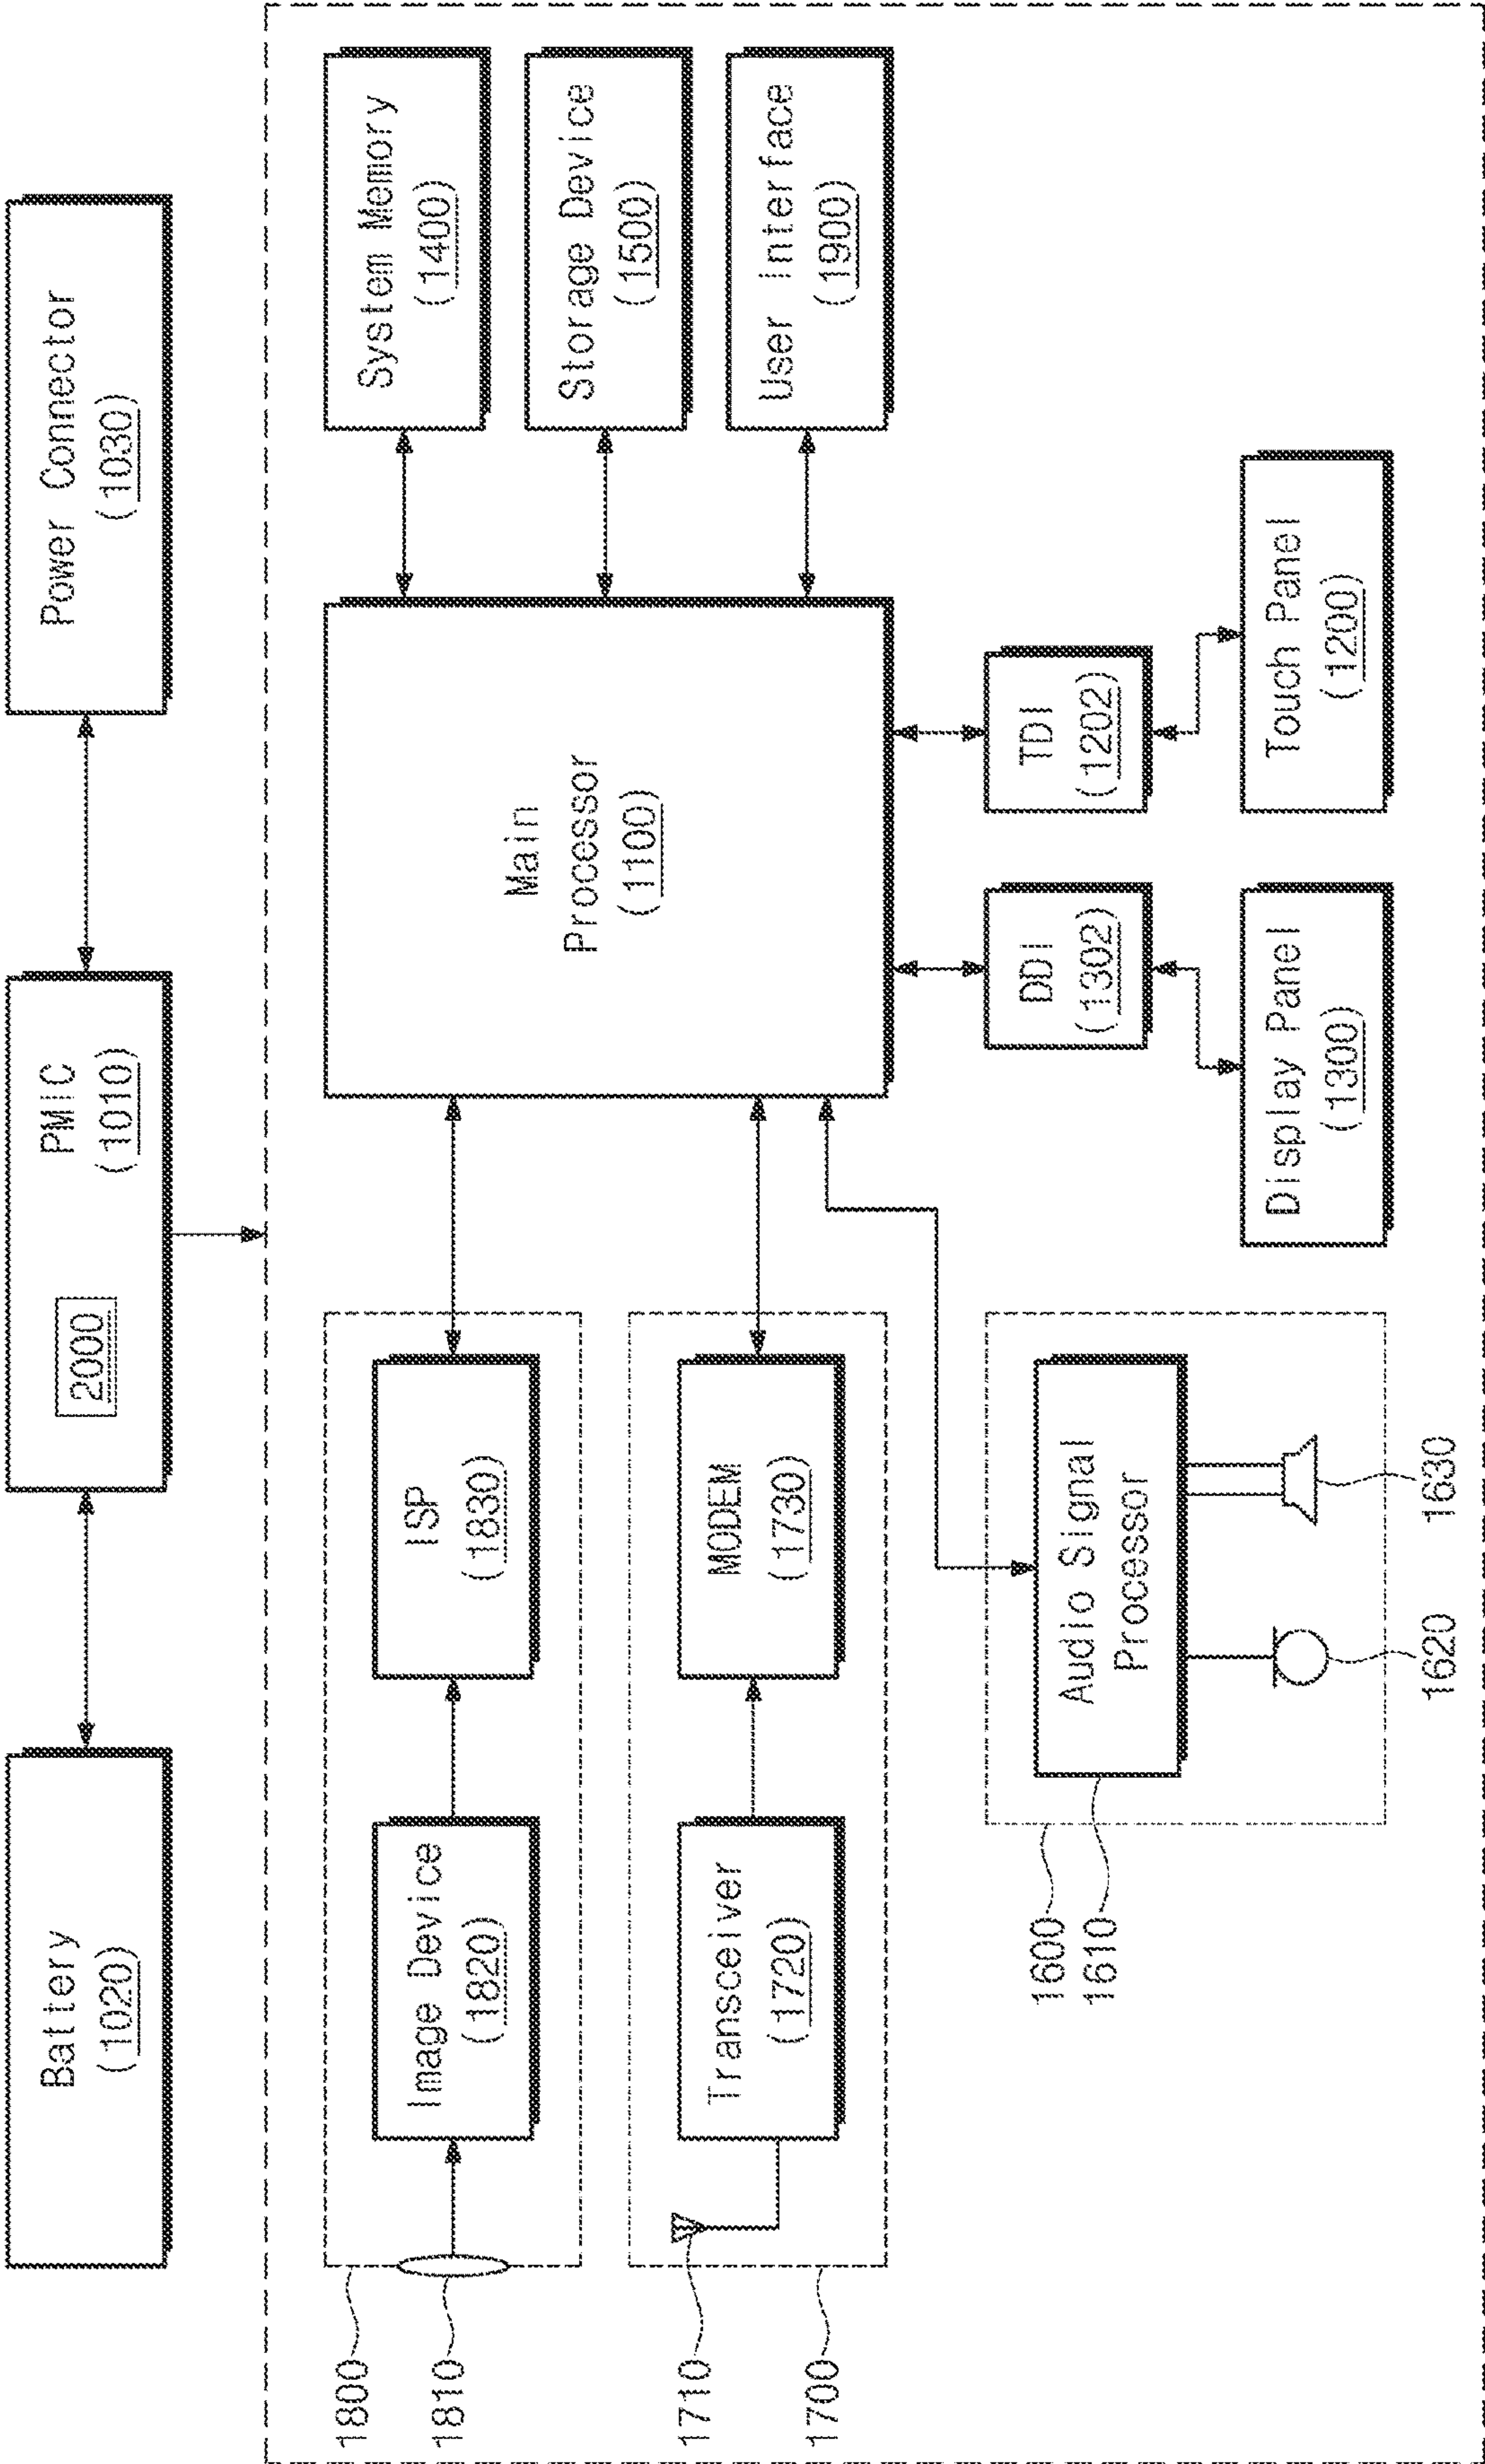 Battery
(1020)
2000
PMIC
(1010)
Power Connector
(1030)
1800
1810
Image Device
(1820)
ISP
(1830)
Main
Processor
(1100)
System Memory
(1400)
Storage Device
(1500)
User Interface
(1900)
1710
1700
Transceiver
(1720)
MODEM
(1730)
1600
1610
Audio Signal
Processor
1620
1630
DDI
(1302)
TDI
(1202)
Display Panel
(1300)
Touch Panel
(1200)